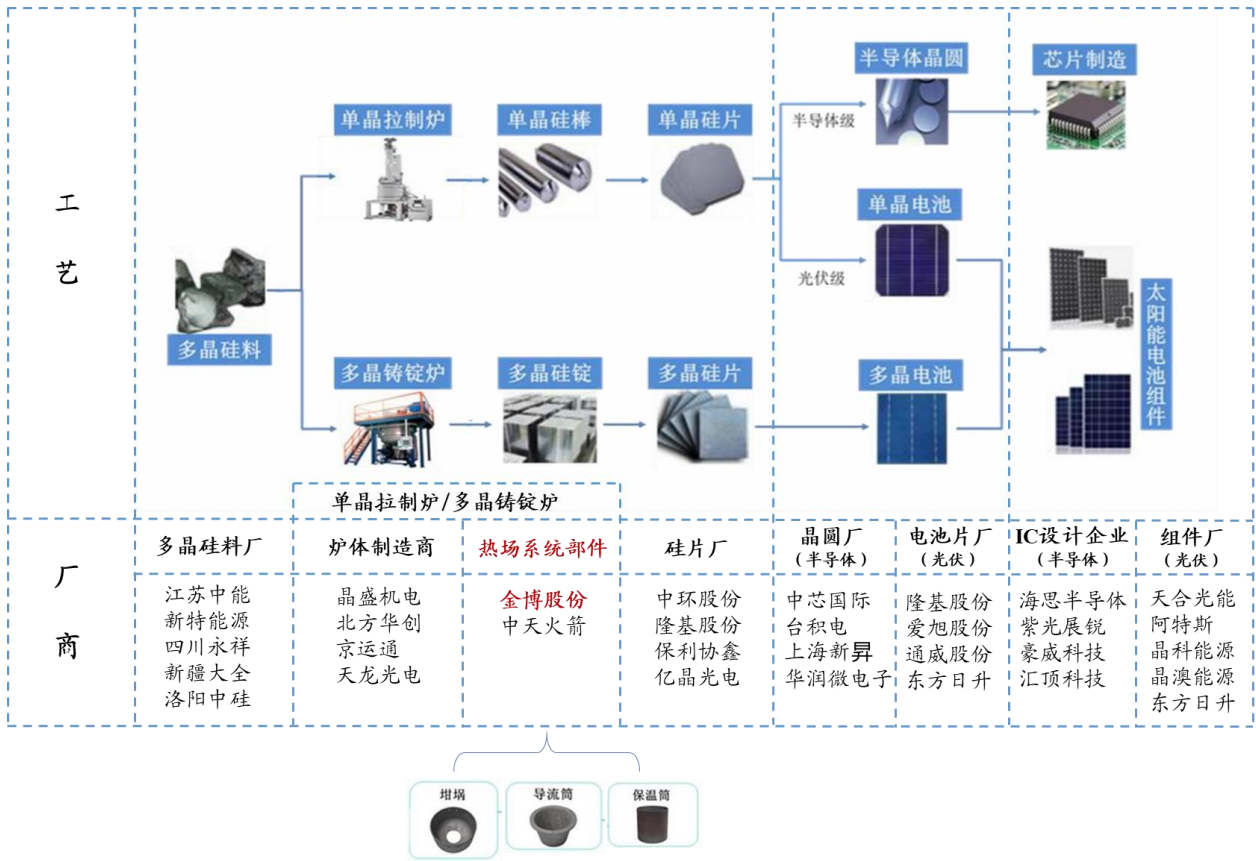 工艺
半导体晶圆
芯片制造
单晶拉制炉
单晶硅棒
单晶硅片
半导体级
单晶电池
光伏级
多晶硅料
太阳能电池组件
多晶铸锭炉
多晶硅锭
多晶硅片
多晶电池
单晶拉制炉/多晶铸锭炉
厂商
多晶硅料厂
江苏中能
新特能源
四川永祥
新疆大全
洛阳中硅
炉体制造商
晶盛机电
北方华创
京运通
天龙光电
热场系统部件
金博股份
中天火箭
硅片厂
中环股份
隆基股份
保利协鑫
亿晶光电
晶圆厂
(半导体)
中芯国际
台积电
上海新昇
华润微电子
电池片厂
(光伏)
隆基股份
爱旭股份
通威股份
东方日升
IC设计企业
(半导体)
海思半导体
紫光展锐
豪威科技
汇顶科技
组件厂
(光伏)
天合光能
阿特斯
晶科能源
晶澳能源
东方日升
坩埚
导流筒
保温筒